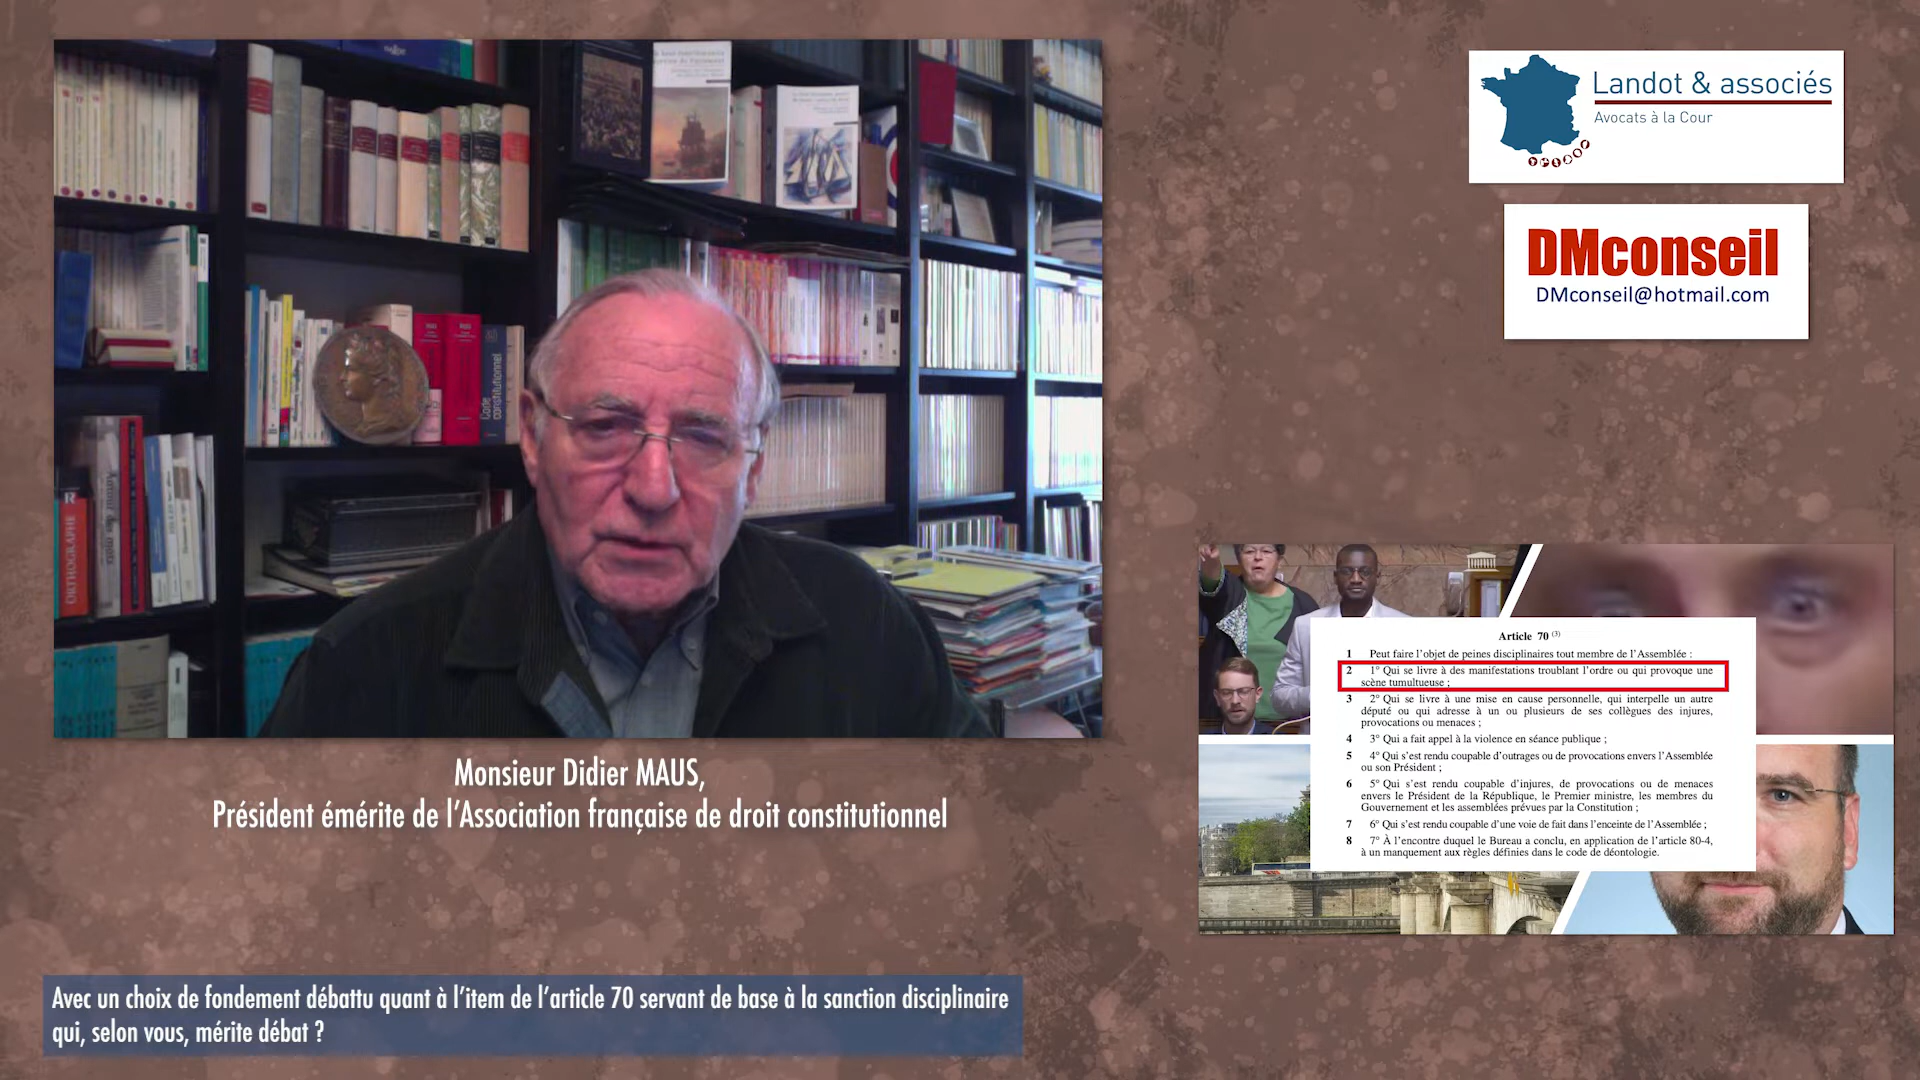 Landot & associés
Avocats à la Cour
DMconseil
DMconseil@hotmail.com
Code
constitutionnel
ORTHOGRAPHE
Monsieur Didier MAUS,
Président émérite de l'Association française de droit constitutionnel
Article 70 (3)
1 Peut faire l'objet de peines disciplinaires tout membre de l'Assemblée :
2 1° Qui se livre à des manifestations troublant l'ordre ou qui provoque une
scène tumultueuse ;
3 2° Qui se livre à une mise en cause personnelle, qui interpelle un autre
député ou qui adresse à un ou plusieurs de ses collègues des injures,
provocations ou menaces ;
4 3° Qui a fait appel à la violence en séance publique ;
5 4° Qui s'est rendu coupable d'outrages ou de provocations envers l'Assemblée
ou son Président ;
6 5° Qui s'est rendu coupable d'injures, de provocations ou de menaces
envers le Président de la République, le Premier ministre, les membres du
Gouvernement et les assemblées prévues par la Constitution ;
7 6° Qui s'est rendu coupable d'une voie de fait dans l'enceinte de l'Assemblée ;
8 7° À l'encontre duquel le Bureau a conclu, en application de l'article 80-4,
à un manquement aux règles définies dans le code de déontologie.
Avec un choix de fondement débattu quant à l'item de l'article 70 servant de base à la sanction disciplinaire
qui, selon vous, mérite débat ?